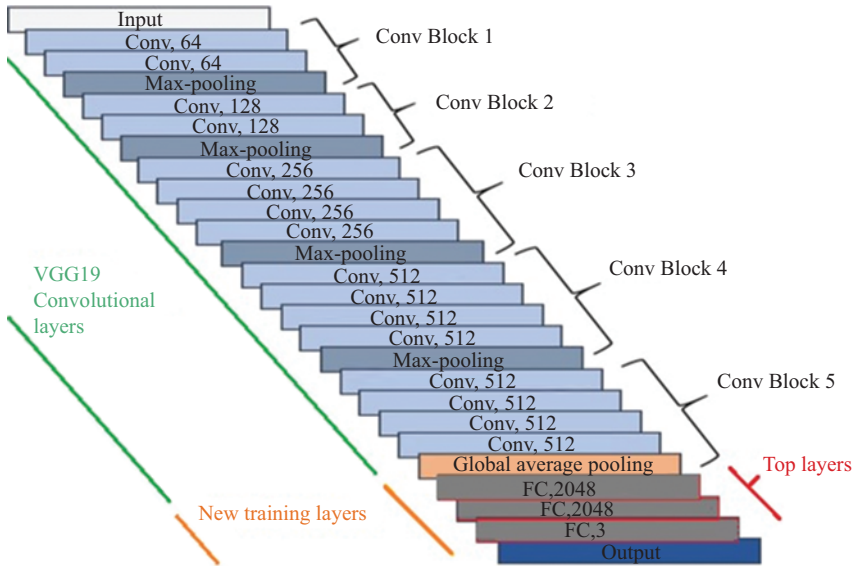 Input
Conv, 64
Conv, 64
Max-pooling
Conv, 128
Conv, 128
Max-pooling
Conv, 256
Conv, 256
Conv, 256
Conv, 256
Max-pooling
Conv, 512
Conv, 512
Conv, 512
Conv, 512
Max-pooling
Conv, 512
Conv, 512
Conv, 512
Conv, 512
Global average pooling
FC,2048
FC,2048
FC,3
Output
Conv Block 1
Conv Block 2
Conv Block 3
Conv Block 4
Conv Block 5
Top layers
VGG19
Convolutional
layers
New training layers